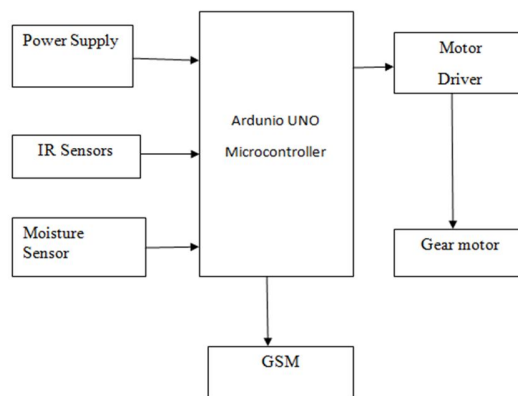 Power Supply
IR Sensors
Moisture
Sensor
Ardunio UNO
Microcontroller
Motor
Driver
Gear motor
GSM